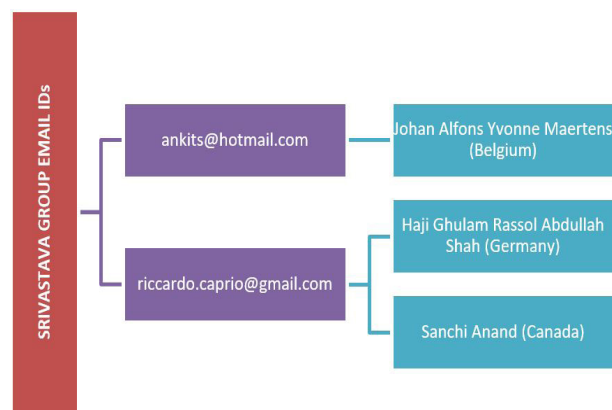 SRIVASTAVA GROUP EMAIL IDs
ankits@hotmail.com
Johan Alfons Yvonne Maertens
(Belgium)
riccardo.caprio@gmail.com
Haji Ghulam Rassol Abdullah
Shah (Germany)
Sanchi Anand (Canada)